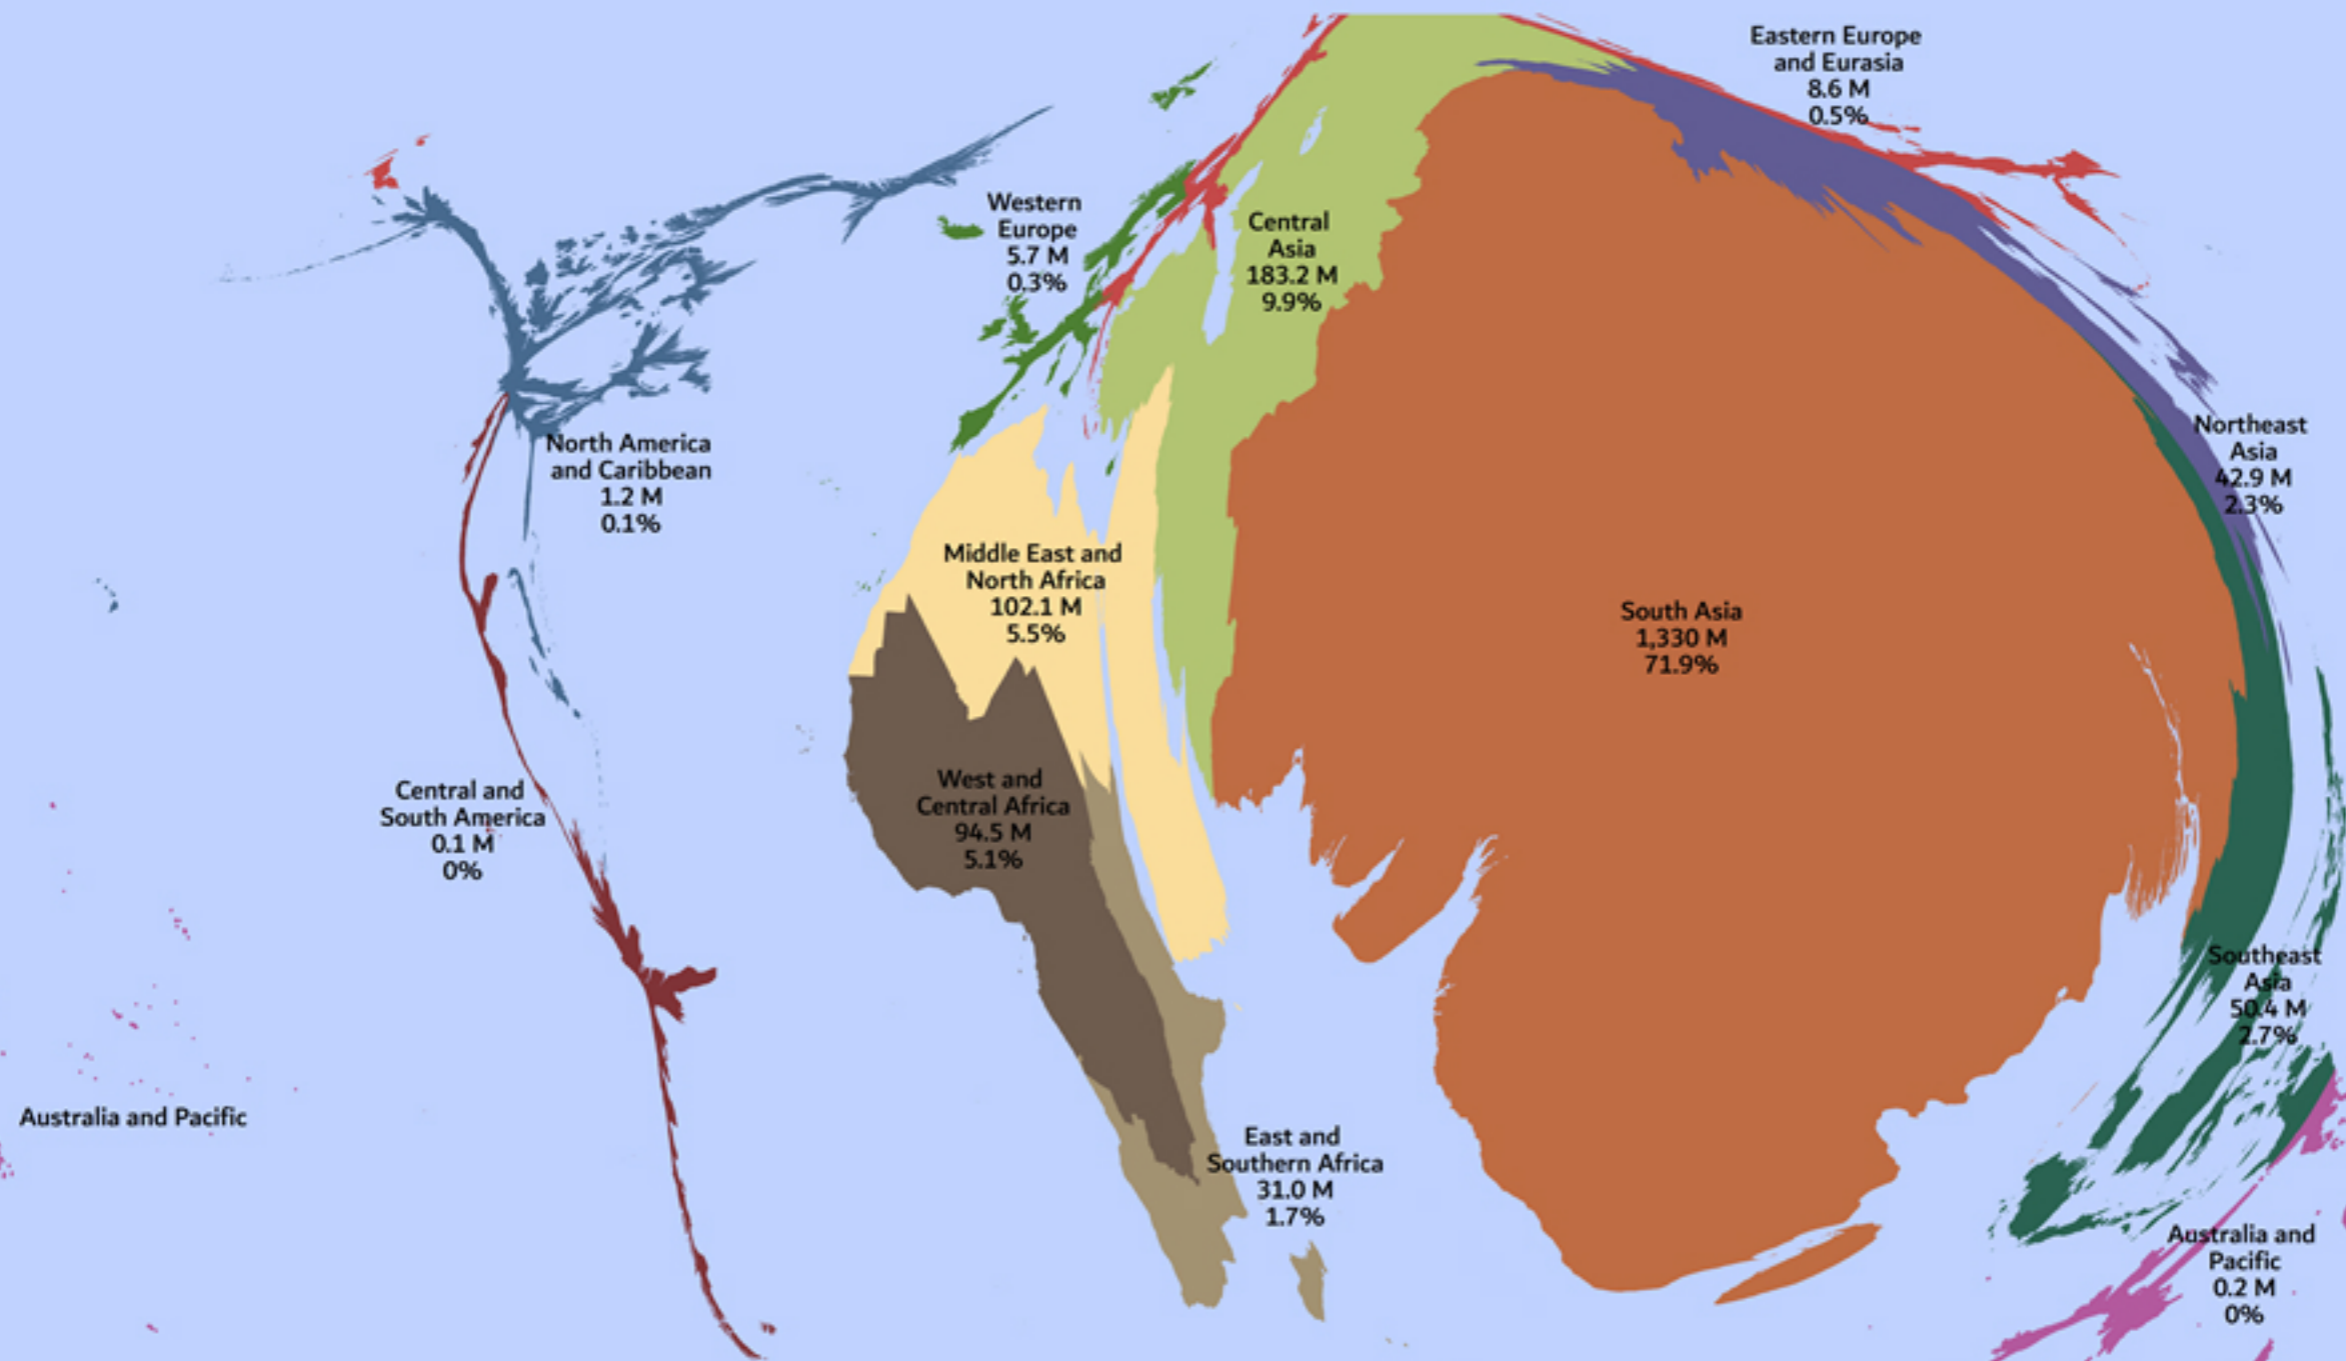 Eastern Europe
and Eurasia
8.6 M
0.5%
Western
Europe
5.7 M
0.3%
Central
Asia
183.2 M
9.9%
North America
and Caribbean
1.2 M
0.1%
Northeast
Asia
42.9 M
2.3%
Middle East and
North Africa
102.1 M
5.5%
South Asia
1,330 M
71.9%
West and
Central Africa
94.5 M
5.1%
Central and
South America
0.1 M
0%
Southeast
Asia
50.4 M
2.7%
Australia and Pacific
East and
Southern Africa
31.0 M
1.7%
Australia and
Pacific
0.2 M
0%